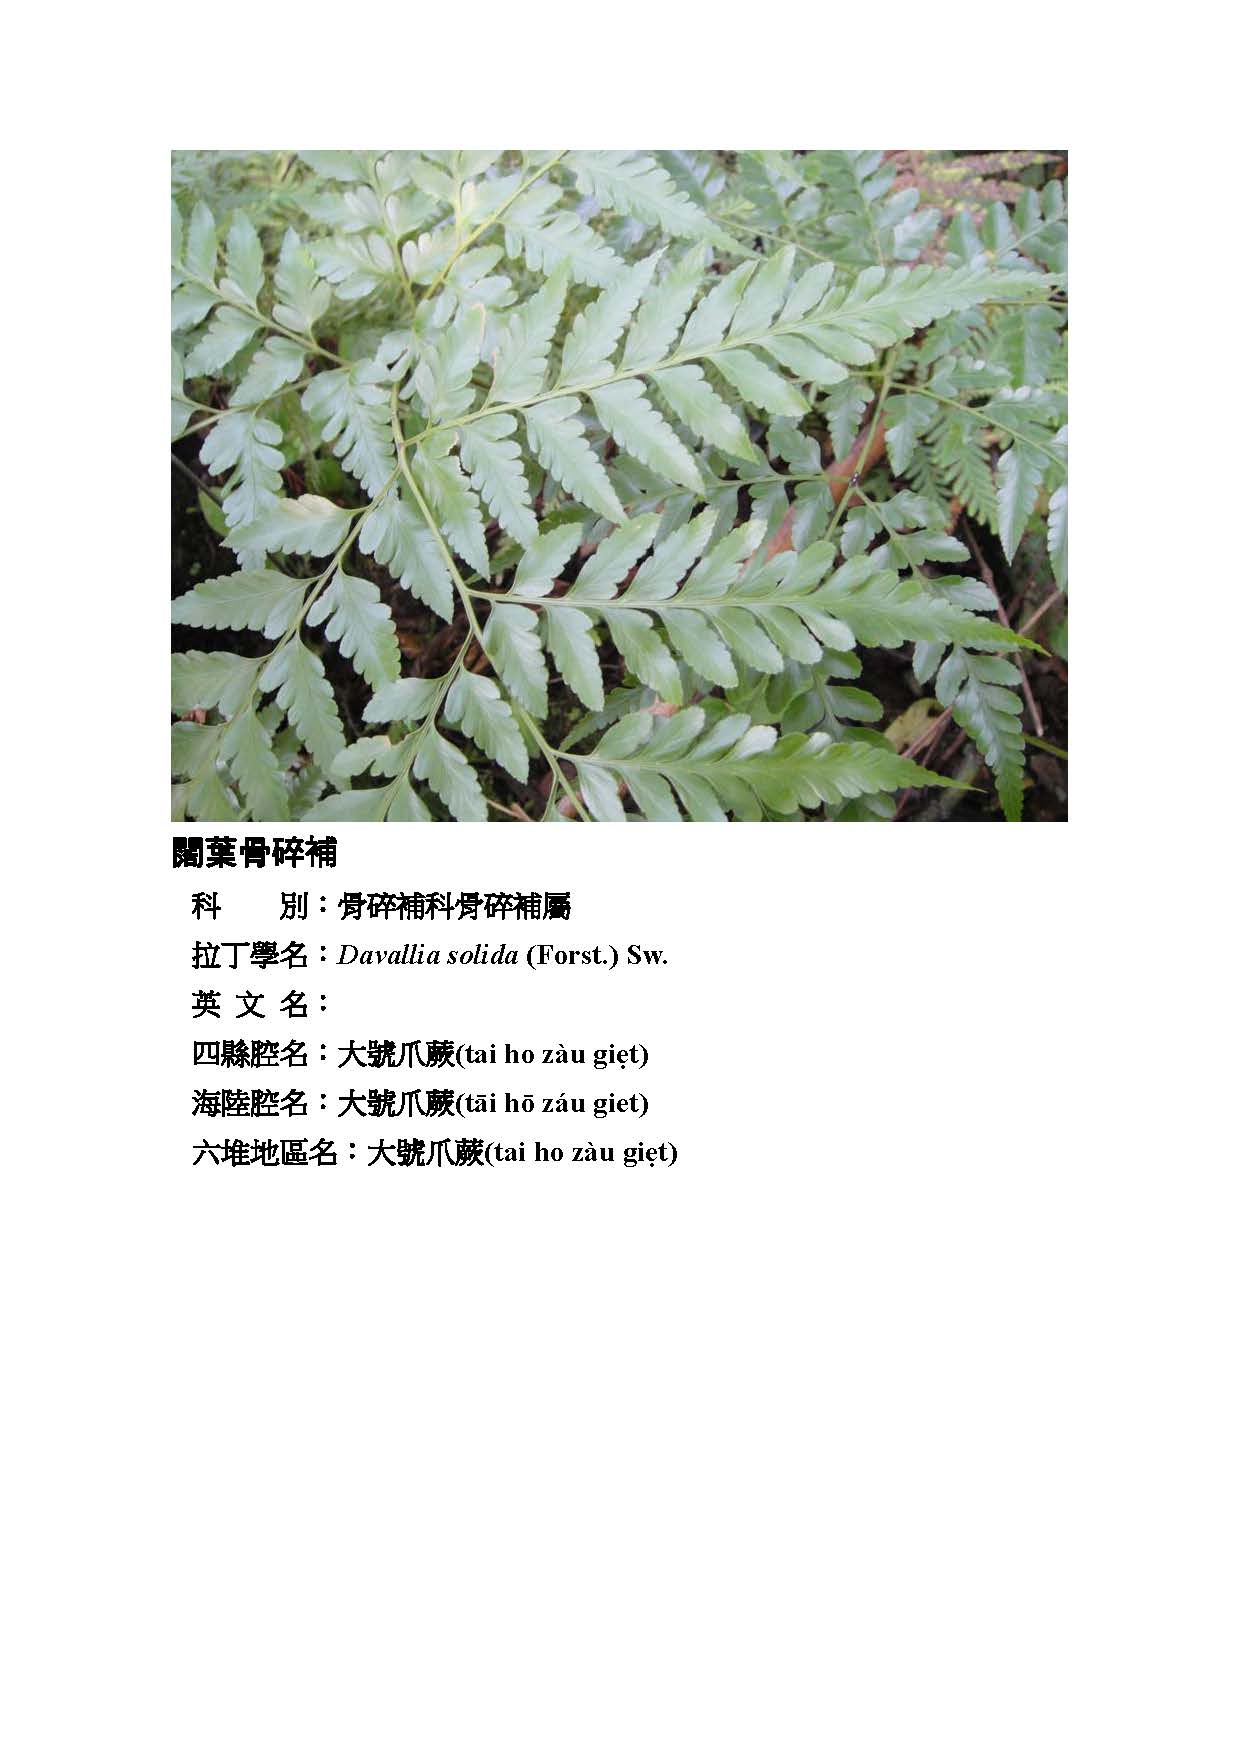 闊葉骨碎補
科　　別：骨碎補科骨碎補屬
拉丁學名：Davallia solida (Forst.) Sw.
英 文 名：
四縣腔名：大號爪蕨(tai ho zàu giẹt)
海陸腔名：大號爪蕨(tāi hō záu giet)
六堆地區名：大號爪蕨(tai ho zàu giẹt)